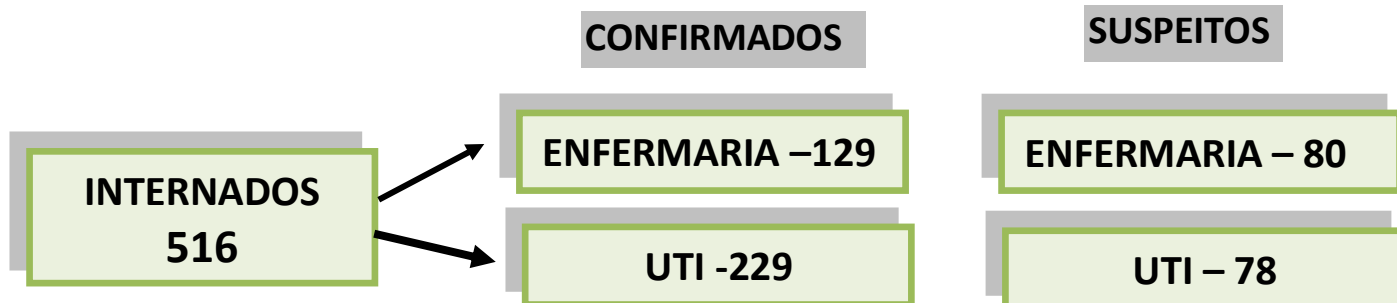 CONFIRMADOS
SUSPEITOS
INTERNADOS
516
ENFERMARIA –129
ENFERMARIA – 80
UTI -229
UTI – 78